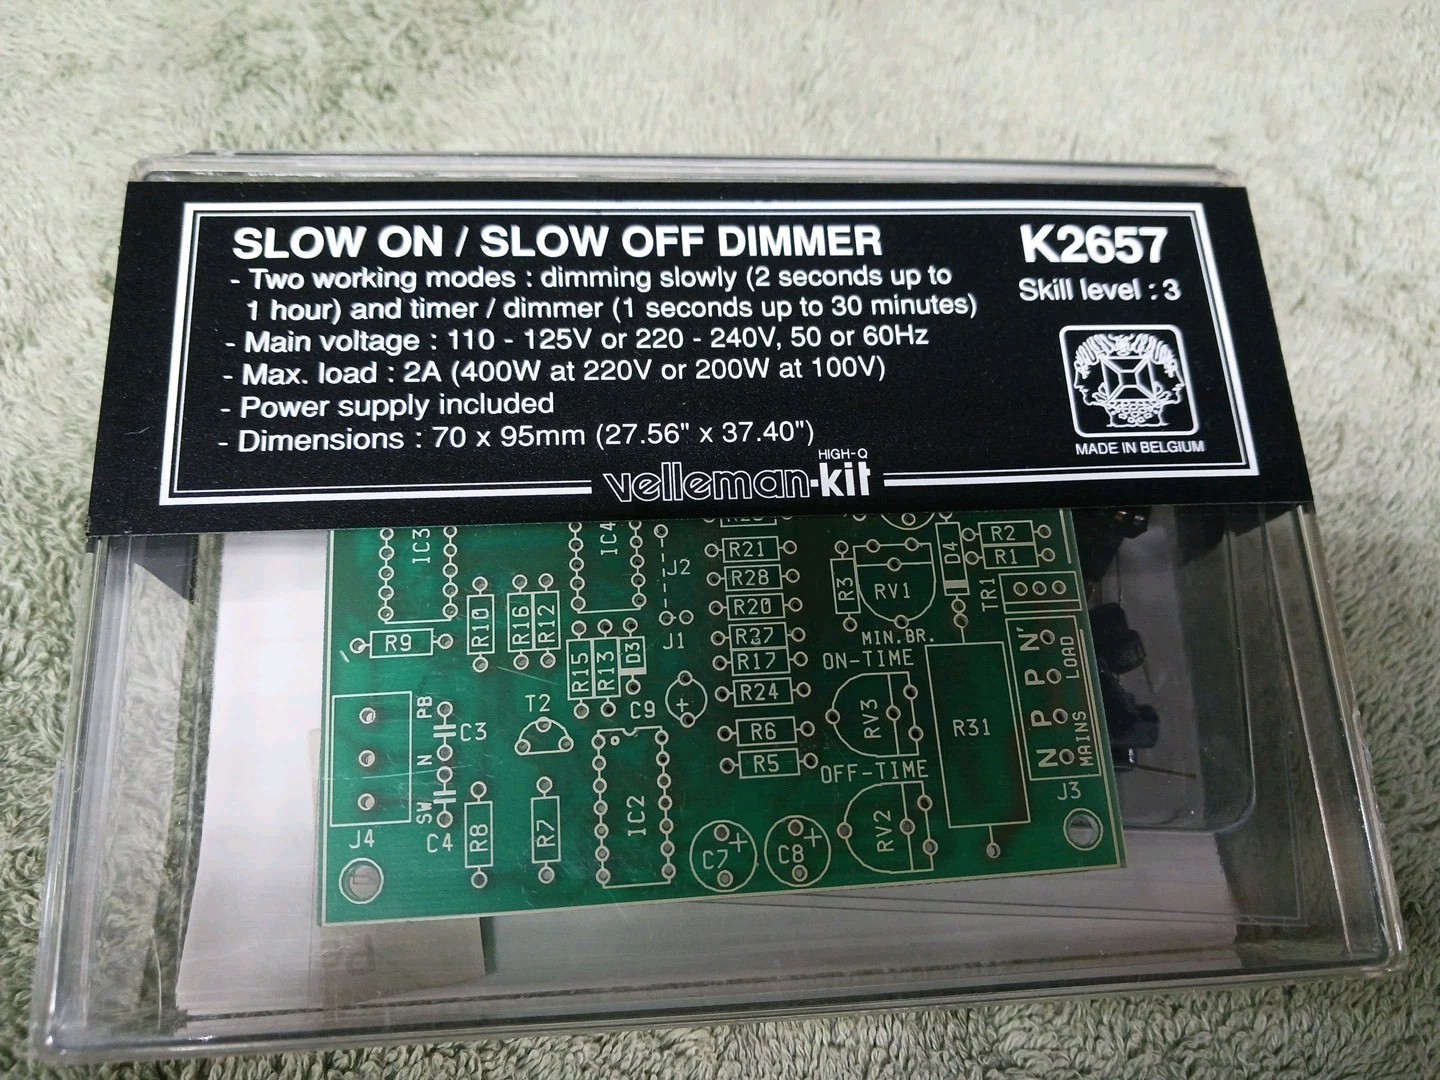 SLOW ON / SLOW OFF DIMMER
K2657
- Two working modes : dimming slowly (2 seconds up to
1 hour) and timer / dimmer (1 seconds up to 30 minutes)
Skill level : 3
- Main voltage : 110 - 125V or 220 - 240V, 50 or 60Hz
- Max. load : 2A (400W at 220V or 200W at 100V)
- Power supply included
- Dimensions : 70 x 95mm (27.56" x 37.40")
MADE IN BELGIUM
HIGH-Q
velleman-kit
IC3
IC4
J2
J1
R21
R28
R20
R27
R17
R24
R6
R5
R3
RV1
D4
R2
R1
TR1
MIN.BR.
ON-TIME
RV3
OFF-TIME
RV2
R31
N P P N'
MAINS LOAD
J3
R9
R10
R16
R12
R15
R13
D3
T2
C9
PB
N
SW
C3
C4
J4
R8
R7
IC2
C7 +
C8 +
+